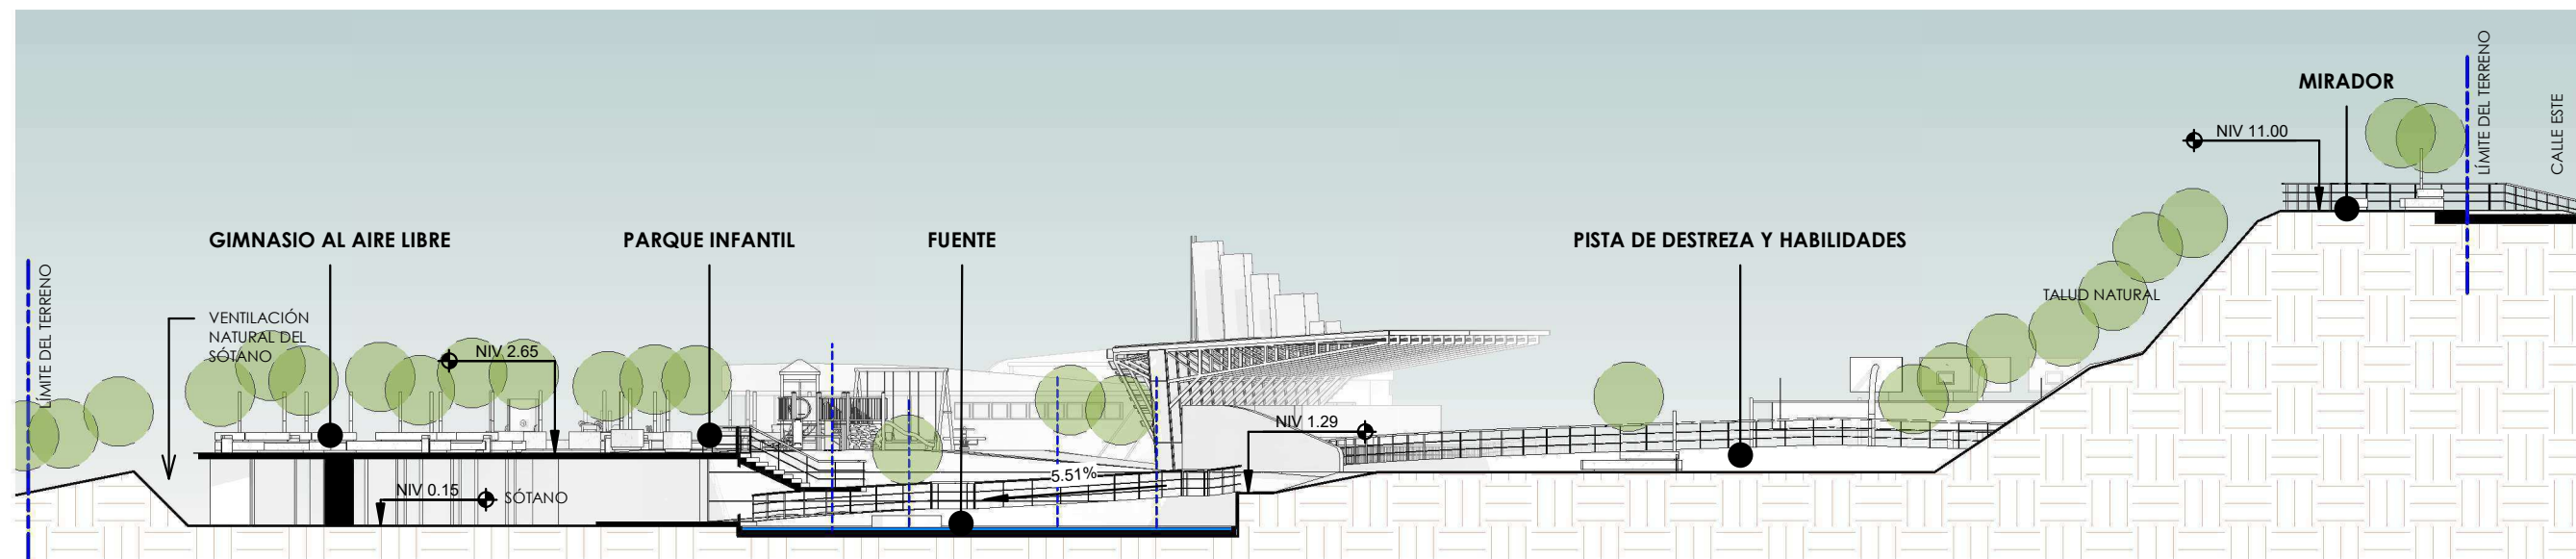 MIRADOR
LÍMITE DEL TERRENO
CALLE ESTE
NIV 11.00
GIMNASIO AL AIRE LIBRE
PARQUE INFANTIL
FUENTE
PISTA DE DESTREZA Y HABILIDADES
LÍMITE DEL TERRENO
VENTILACIÓN
NATURAL DEL
SÓTANO
NIV 2.65
TALUD NATURAL
NIV 1.29
5.51%
NIV 0.15
SÓTANO